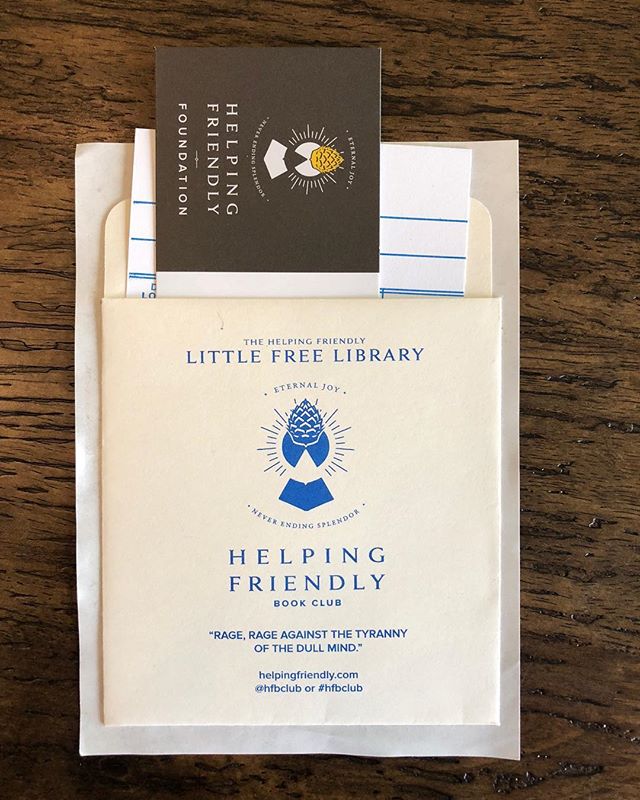 HELPING
FRIENDLY
FOUNDATION
ETERNAL JOY
NEVER ENDING SPLENDOR
THE HELPING FRIENDLY
LITTLE FREE LIBRARY
• ETERNAL JOY •
• NEVER ENDING SPLENDOR •
HELPING
FRIENDLY
BOOK CLUB
“RAGE, RAGE AGAINST THE TYRANNY
OF THE DULL MIND.”
helpingfriendly.com
@hfbclub or #hfbclub